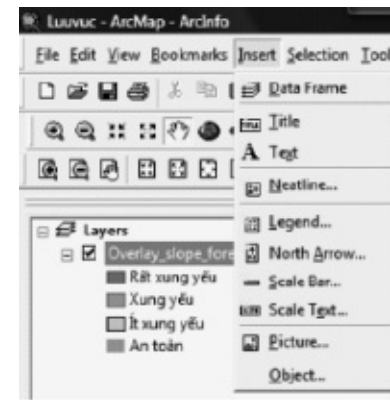 Luuvuc - ArcMap - ArcInfo
File Edit View Bookmarks Insert Selection Tool
Data Frame
Title
A Text
Neatline...
Legend...
North Arrow...
Scale Bar...
Scale Text...
Picture...
Object...
Layers
Overlay_slope_fore
Rất xung yếu
Xung yếu
Ít xung yếu
An toàn